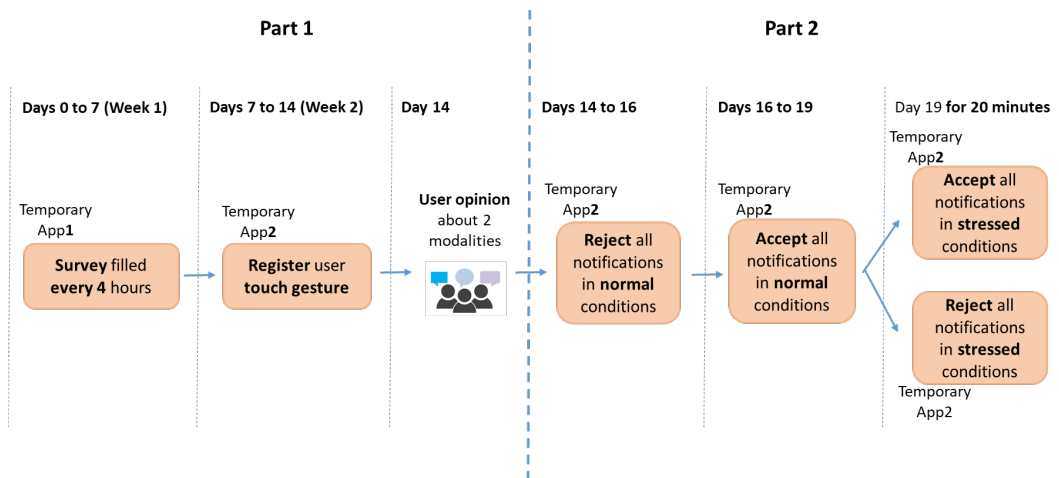 Part 1
Part 2
Days 0 to 7 (Week 1)
Days 7 to 14 (Week 2)
Day 14
Days 14 to 16
Days 16 to 19
Day 19 for 20 minutes
Temporary
App1
Survey filled
every 4 hours
Temporary
App2
Register user
touch gesture
User opinion
about 2
modalities
Temporary
App2
Reject all
notifications
in normal
conditions
Temporary
App2
Accept all
notifications
in normal
conditions
Temporary
App2
Accept all
notifications
in stressed
conditions
Reject all
notifications
in stressed
conditions
Temporary
App2